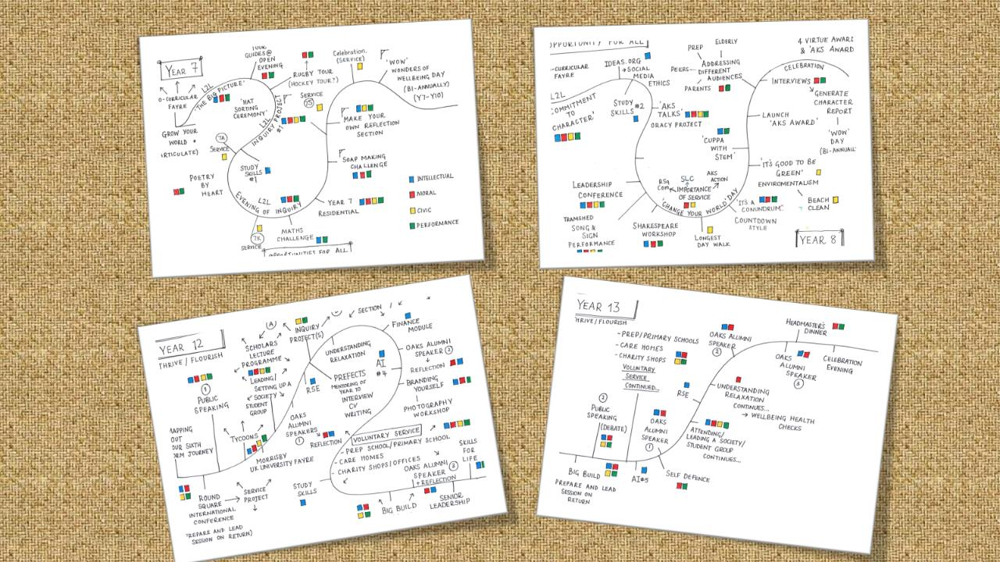 YEAR 7
GUIDES@
OPEN
EVENING
RUGBY TOUR
(HOCKEY TOUR?)
Celebration.
(SERVICE)
'WOW'
WONDERS OF
WELLBEING DAY
(BI-ANNUALLY)
(Y7-Y10)
L2L
'THE BIG PICTURE'
O-CURRICULAR
FAYRE
'HAT
SORTING
CEREMONY'
L2L
INQUIRY PROJECT
#1
SERVICE
7S
MAKE YOUR
OWN REFLECTION
SECTION
GROW YOUR
WORLD
(RTICULATE)
7A
SERVICE
STUDY
SKILLS
#1
SOAP MAKING
CHALLENGE
POETRY
BY
HEART
L2L
EVENING OF INQUIRY
YEAR 7
RESIDENTIAL
7K
SERVICE
MATHS
CHALLENGE
OPPORTUNITIES FOR ALL
INTELLECTUAL
MORAL
CIVIC
PERFORMANCE
OPPORTUNITY FOR ALL
-CURRICULAR
FAYRE
IDEAS.ORG
→ SOCIAL
MEDIA
ETHICS
PREP
ELDERLY
PEERS
ADDRESSING
DIFFERENT
AUDIENCES
PARENTS
4 VIRTUE AWARD
& 'AKS AWARD
CELEBRATION
INTERVIEWS
GENERATE
CHARACTER
REPORT
'WOW'
DAY
(BI-ANNUALL
L2L
COMMITMENT
TO
CHARACTER'
STUDY
SKILLS
#2
'AKS
TALKS'
ORACY PROJECT
LAUNCH
'AKS AWARD'
'CUPPA
WITH
STEM'
'IT'S GOOD TO BE
GREEN'
ENVIROMENTALISM
LEADERSHIP
CONFERENCE
SLC
AKS
ACTION
IMPORTANCE
OF SERVICE
'CHANGE YOUR WORLD' DAY
'IT'S A
CONUNDRUM'
COUNTDOWN
STYLE
BEACH
CLEAN
TRAMSHED
SONG &
SIGN
PERFORMANCE
SHAKESPEARE
WORKSHOP
LONGEST
DAY WALK
YEAR 8
YEAR 12
THRIVE / FLOURISH
A
SCHOLARS
LECTURE
PROGRAMME
INQUIRY
PROJECT(S)
SECTION
FINANCE
MODULE
UNDERSTANDING
RELAXATION
OAKS ALUMNI
SPEAKER 2
REFLECTION
1
PUBLIC
SPEAKING
LEADING/
SETTING UP A
SOCIETY
STUDENT
GROUP
RSE
PREFECTS
MENTORING OF
YEAR 10
INTERVIEW
CV
WRITING
AI
#4
BRANDING
YOURSELF
PHOTOGRAPHY
WORKSHOP
MAPPING
OUT
OUR SIXTH
FORM JOURNEY
TYCOONS
OAKS
ALUMNI
SPEAKERS
1
REFLECTION
MORRISBY
UK UNIVERSITY FAYRE
VOLUNTARY SERVICE
- PREP SCHOOL/PRIMARY SCHOOL
- CARE HOMES
- CHARITY SHOPS/OFFICES
OAKS ALUMNI
SPEAKER 3
+ REFLECTION
SKILLS
FOR
LIFE
ROUND
SQUARE
INTERNATIONAL
CONFERENCE
SERVICE
PROJECT
STUDY
SKILLS
BIG BUILD
SENIOR
LEADERSHIP
PREPARE AND LEAD
SESSION ON RETURN)
YEAR 13
THRIVE / FLOURISH
- PREP/PRIMARY SCHOOLS
- CARE HOMES
- CHARITY SHOPS
VOLUNTARY
SERVICE
CONTINUED...
OAKS ALUMNI
SPEAKER
2
HEADMASTER'S
DINNER
OAKS
ALUMNI
SPEAKER
3
CELEBRATION
EVENING
RSE
UNDERSTANDING
RELAXATION
CONTINUES...
→ WELLBEING HEALTH
CHECKS
2
PUBLIC
SPEAKING
(DEBATE)
OAKS
ALUMNI
SPEAKER
1
ATTENDING/
LEADING A SOCIETY/
STUDENT GROUP
CONTINUES...
BIG BUILD
PREPARE AND LEAD
SESSION ON
RETURN
AI#5
SELF DEFENCE